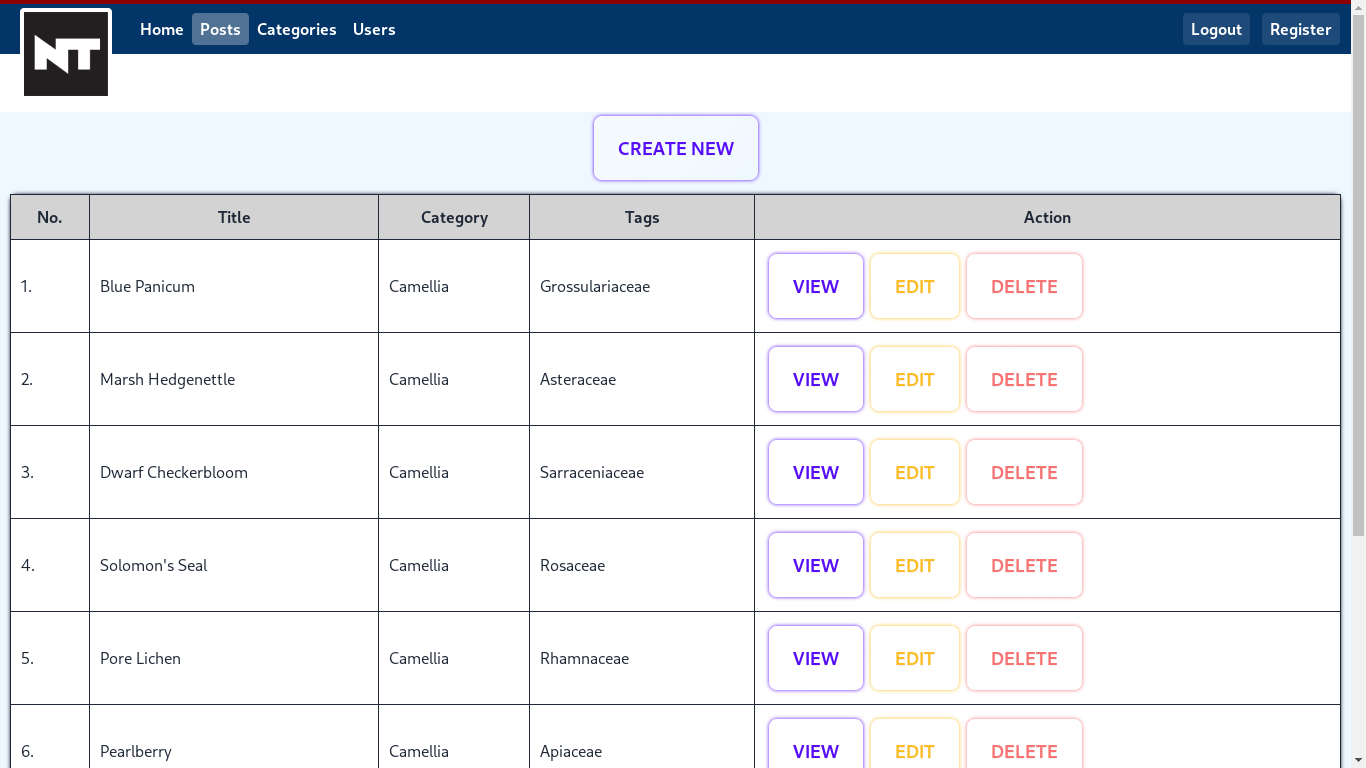 NT Home Posts Categories Users Logout Register
CREATE NEW
No. Title Category Tags Action
1. Blue Panicum Camellia Grossulariaceae VIEW EDIT DELETE
2. Marsh Hedgenettle Camellia Asteraceae VIEW EDIT DELETE
3. Dwarf Checkerbloom Camellia Sarraceniaceae VIEW EDIT DELETE
4. Solomon's Seal Camellia Rosaceae VIEW EDIT DELETE
5. Pore Lichen Camellia Rhamnaceae VIEW EDIT DELETE
6. Pearlberry Camellia Apiaceae VIEW EDIT DELETE